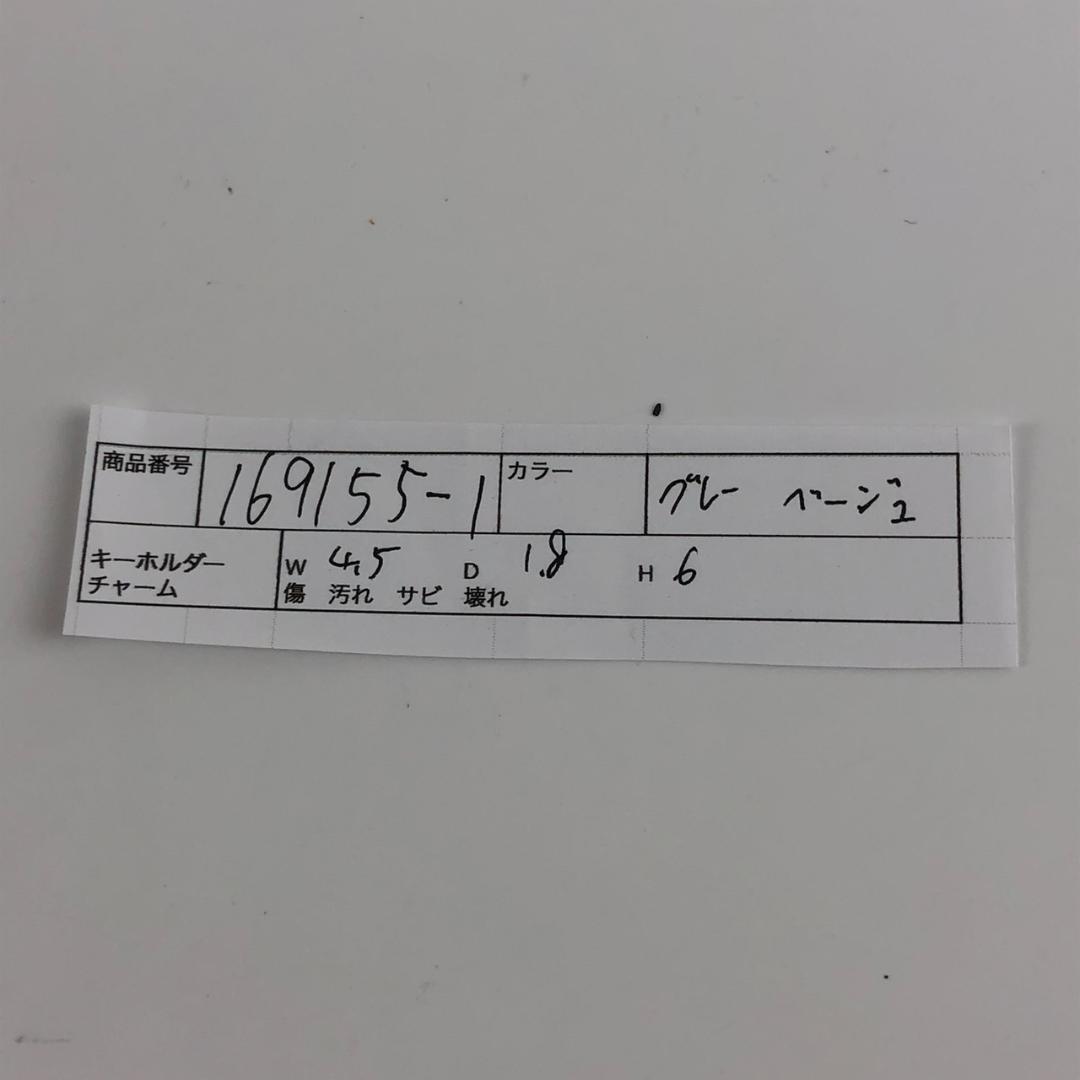 商品番号 169155-1 カラー グレー ベージュ
キーホルダー W 4.5 D 1.8 H 6
チャーム 傷 汚れ サビ 壊れ